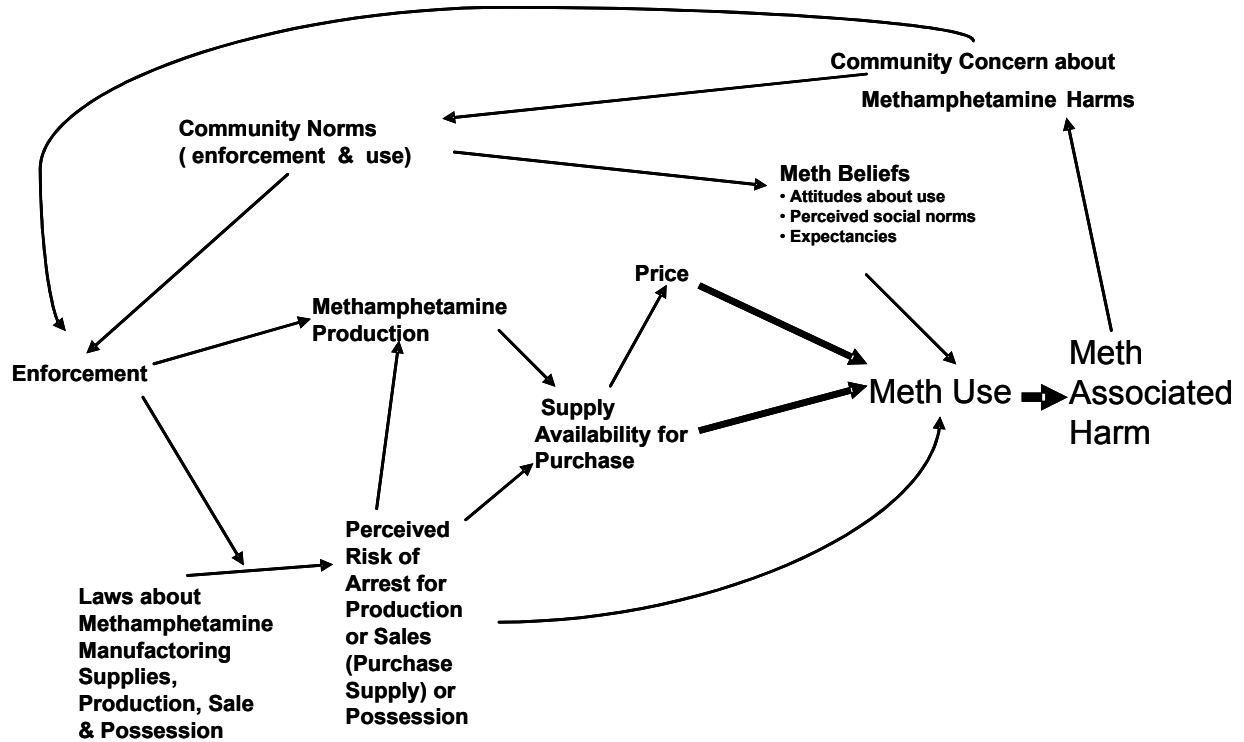 Community Concern about
Methamphetamine Harms
Community Norms
( enforcement & use)
Meth Beliefs
• Attitudes about use
• Perceived social norms
• Expectancies
Price
Methamphetamine
Production
Enforcement
Supply
Availability for
Purchase
Meth Use
Meth
Associated
Harm
Perceived
Risk of
Arrest for
Production
or Sales
(Purchase
Supply) or
Possession
Laws about
Methamphetamine
Manufactoring
Supplies,
Production, Sale
& Possession